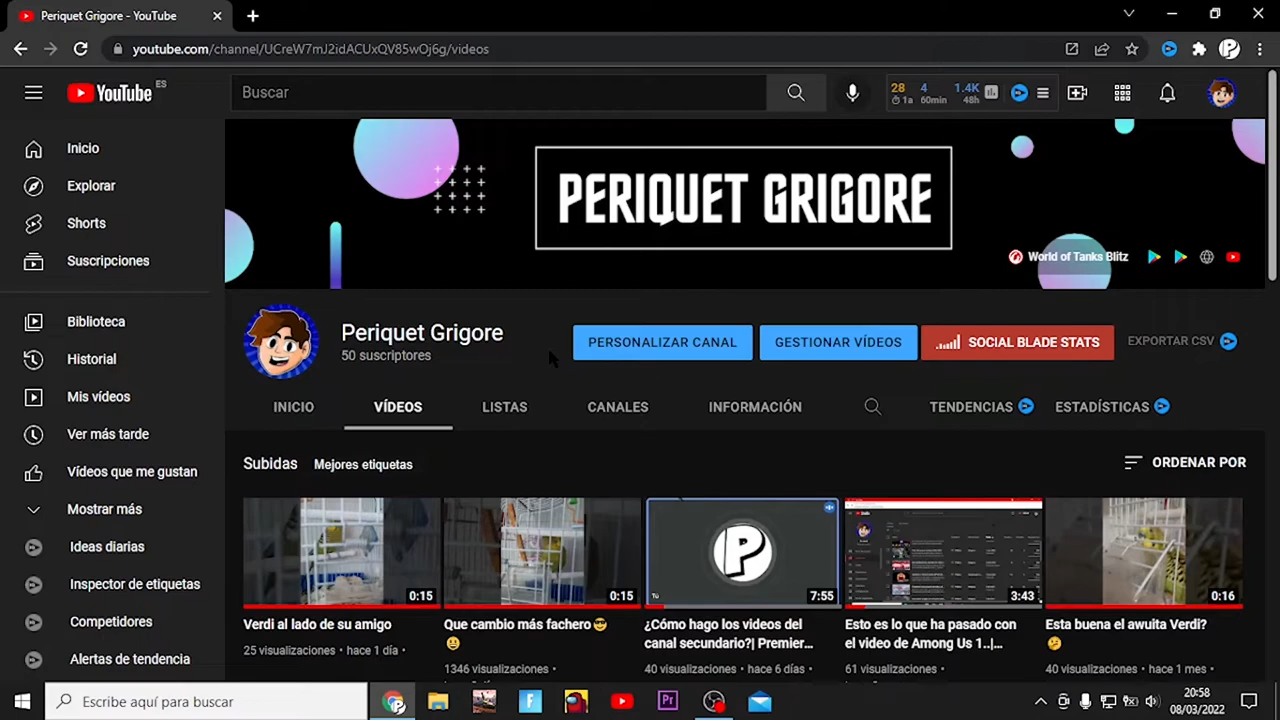 Periquet Grigore - YouTube
youtube.com/channel/UCreW7mJ2idACUxQV85wOj6g/videos
YouTube ES
Buscar
28 4 1.4K
1a 60min 48h
Inicio
Explorar
Shorts
Suscripciones
Biblioteca
Historial
Mis vídeos
Ver más tarde
Vídeos que me gustan
Mostrar más
Ideas diarias
Inspector de etiquetas
Competidores
Alertas de tendencia
PERIQUET GRIGORE
World of Tanks Blitz
Periquet Grigore
50 suscriptores
PERSONALIZAR CANAL
GESTIONAR VÍDEOS
SOCIAL BLADE STATS
EXPORTAR CSV
INICIO VÍDEOS LISTAS CANALES INFORMACIÓN TENDENCIAS ESTADÍSTICAS
Subidas Mejores etiquetas
ORDENAR POR
P
Tú
0:15
0:15
7:55
3:43
0:16
Verdi al lado de su amigo
25 visualizaciones • hace 1 día
Que cambio más fachero😎
🙂
1346 visualizaciones •
¿Cómo hago los videos del
canal secundario?| Premier...
40 visualizaciones • hace 6 días
Esto es lo que ha pasado con
el video de Among Us 1..|...
61 visualizaciones •
Esta buena el awuita Verdi?
🤔
40 visualizaciones • hace 1 mes
Escribe aquí para buscar
Pr
20:58
08/03/2022